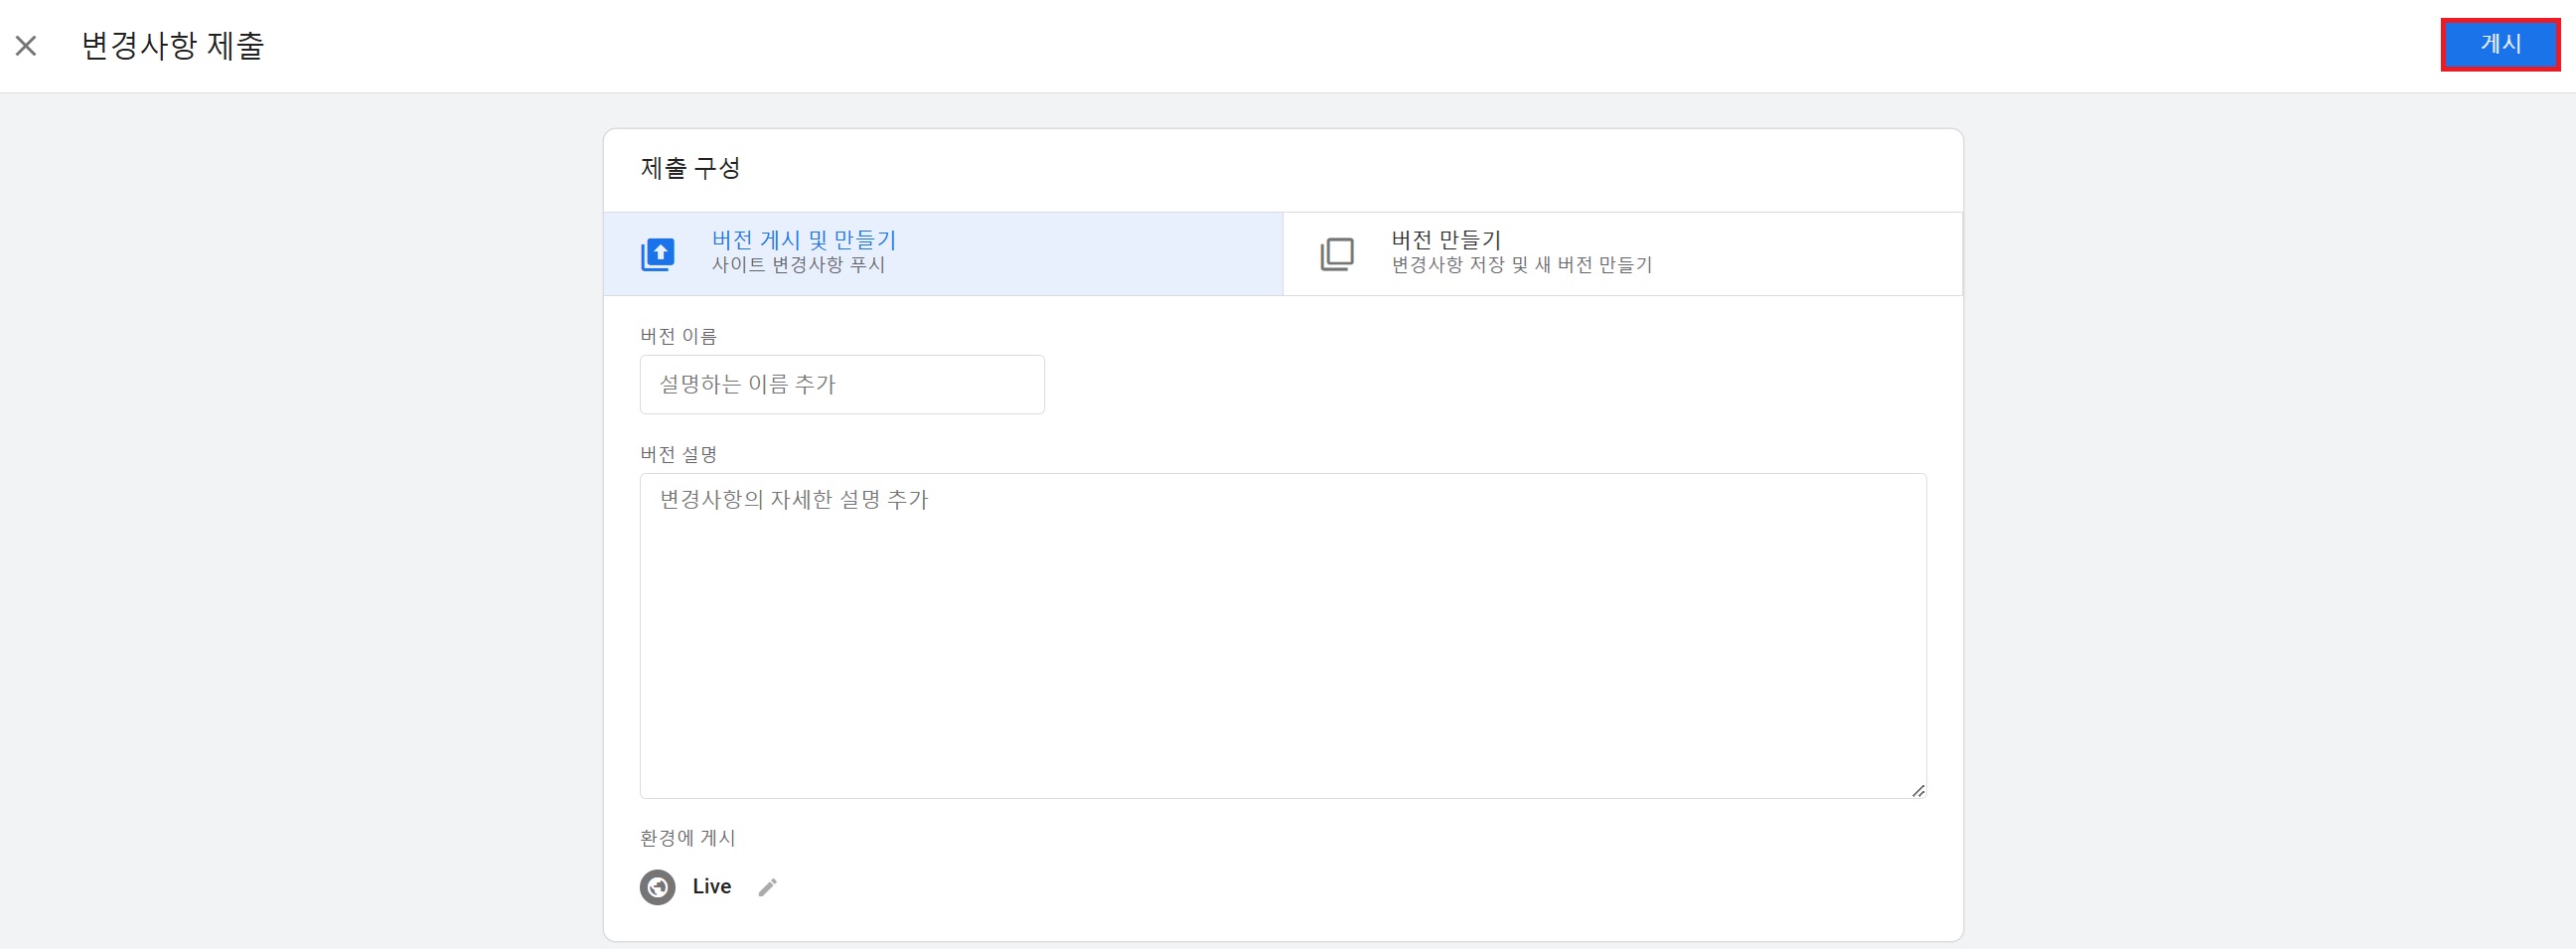 변경사항 제출
게시
제출 구성
버전 게시 및 만들기
사이트 변경사항 푸시
버전 만들기
변경사항 저장 및 새 버전 만들기
버전 이름
설명하는 이름 추가
버전 설명
변경사항의 자세한 설명 추가
환경에 게시
Live